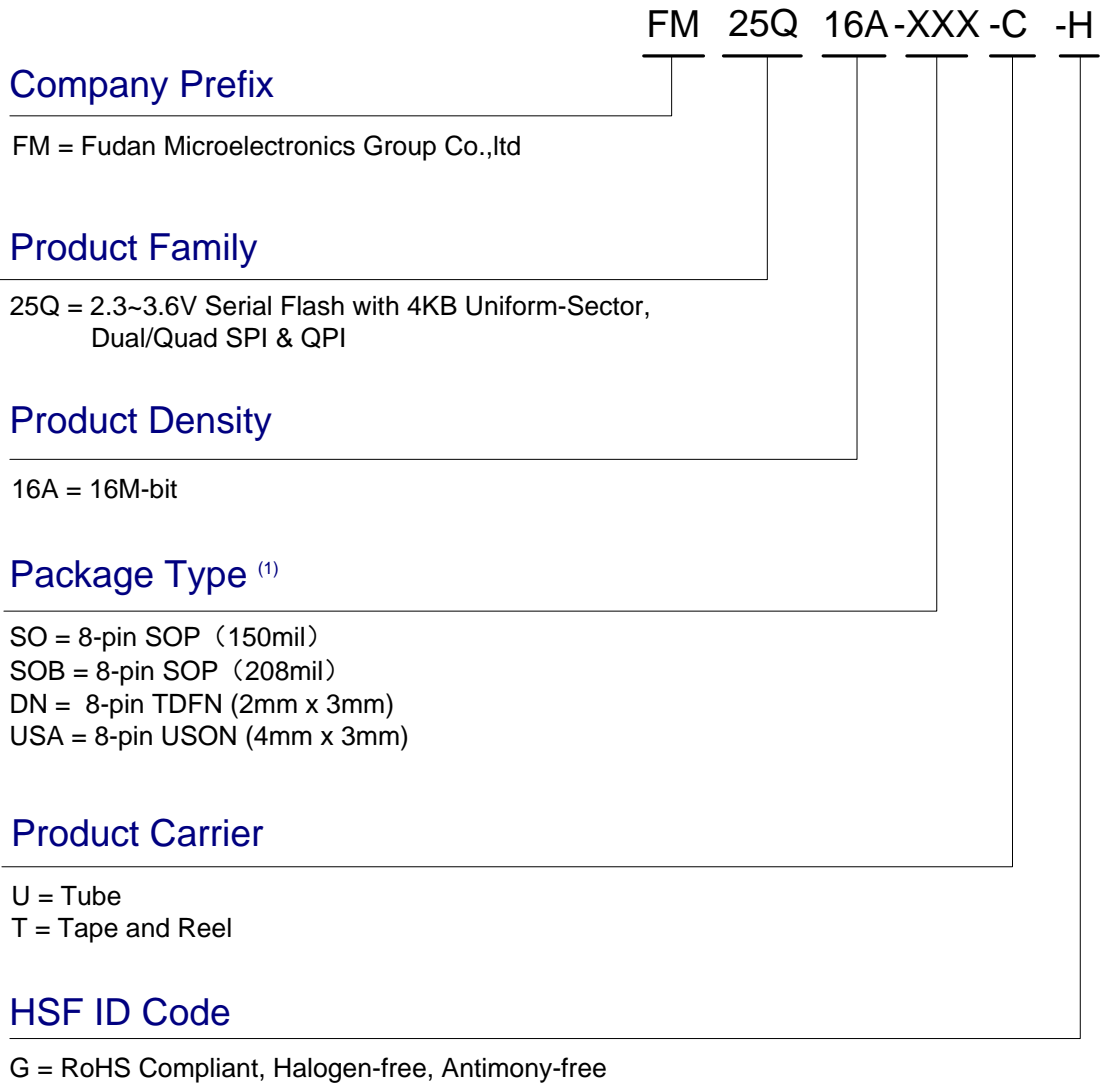 FM 25Q 16A -XXX -C -H
Company Prefix
FM = Fudan Microelectronics Group Co.,ltd
Product Family
25Q = 2.3~3.6V Serial Flash with 4KB Uniform-Sector,
Dual/Quad SPI & QPI
Product Density
16A = 16M-bit
Package Type (1)
SO = 8-pin SOP（150mil）
SOB = 8-pin SOP（208mil）
DN = 8-pin TDFN (2mm x 3mm)
USA = 8-pin USON (4mm x 3mm)
Product Carrier
U = Tube
T = Tape and Reel
HSF ID Code
G = RoHS Compliant, Halogen-free, Antimony-free